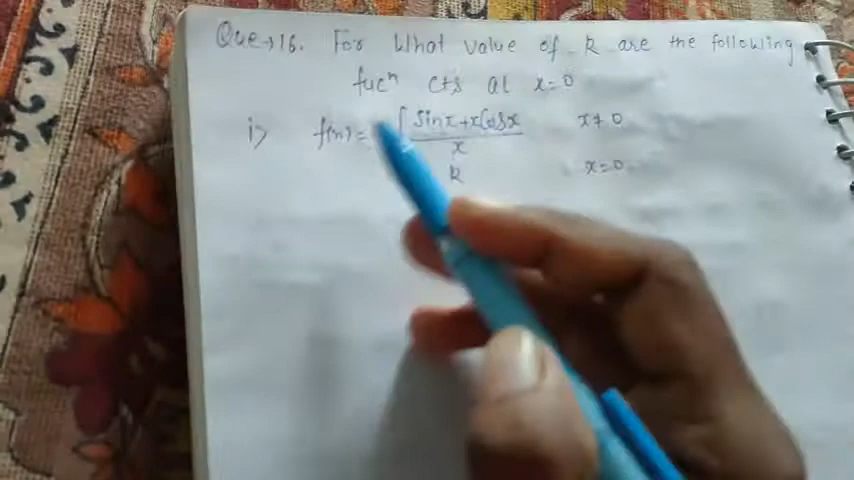 Que→16. For What value of k are the following
fucⁿ cts at x=0
i> f(x)= { sinx+xCosx x≠0
x
k x=0